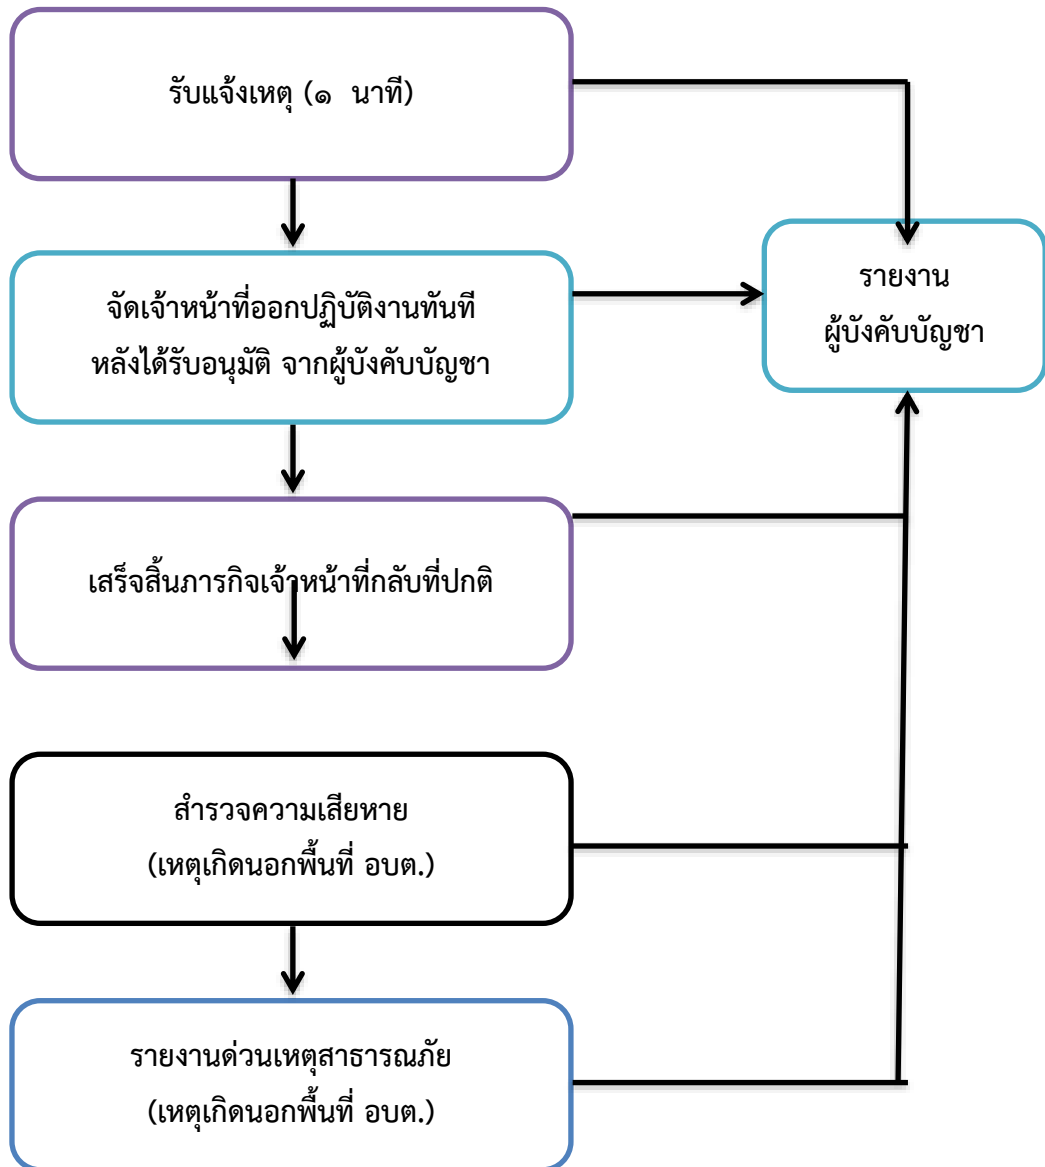 รับแจ้งเหตุ (๑ นาที)
จัดเจ้าหน้าที่ออกปฏิบัติงานทันที
หลังได้รับอนุมัติ จากผู้บังคับบัญชา
รายงาน
ผู้บังคับบัญชา
เสร็จสิ้นภารกิจเจ้าหน้าที่กลับที่ปกติ
สำรวจความเสียหาย
(เหตุเกิดนอกพื้นที่ อบต.)
รายงานด่วนเหตุสาธารณภัย
(เหตุเกิดนอกพื้นที่ อบต.)